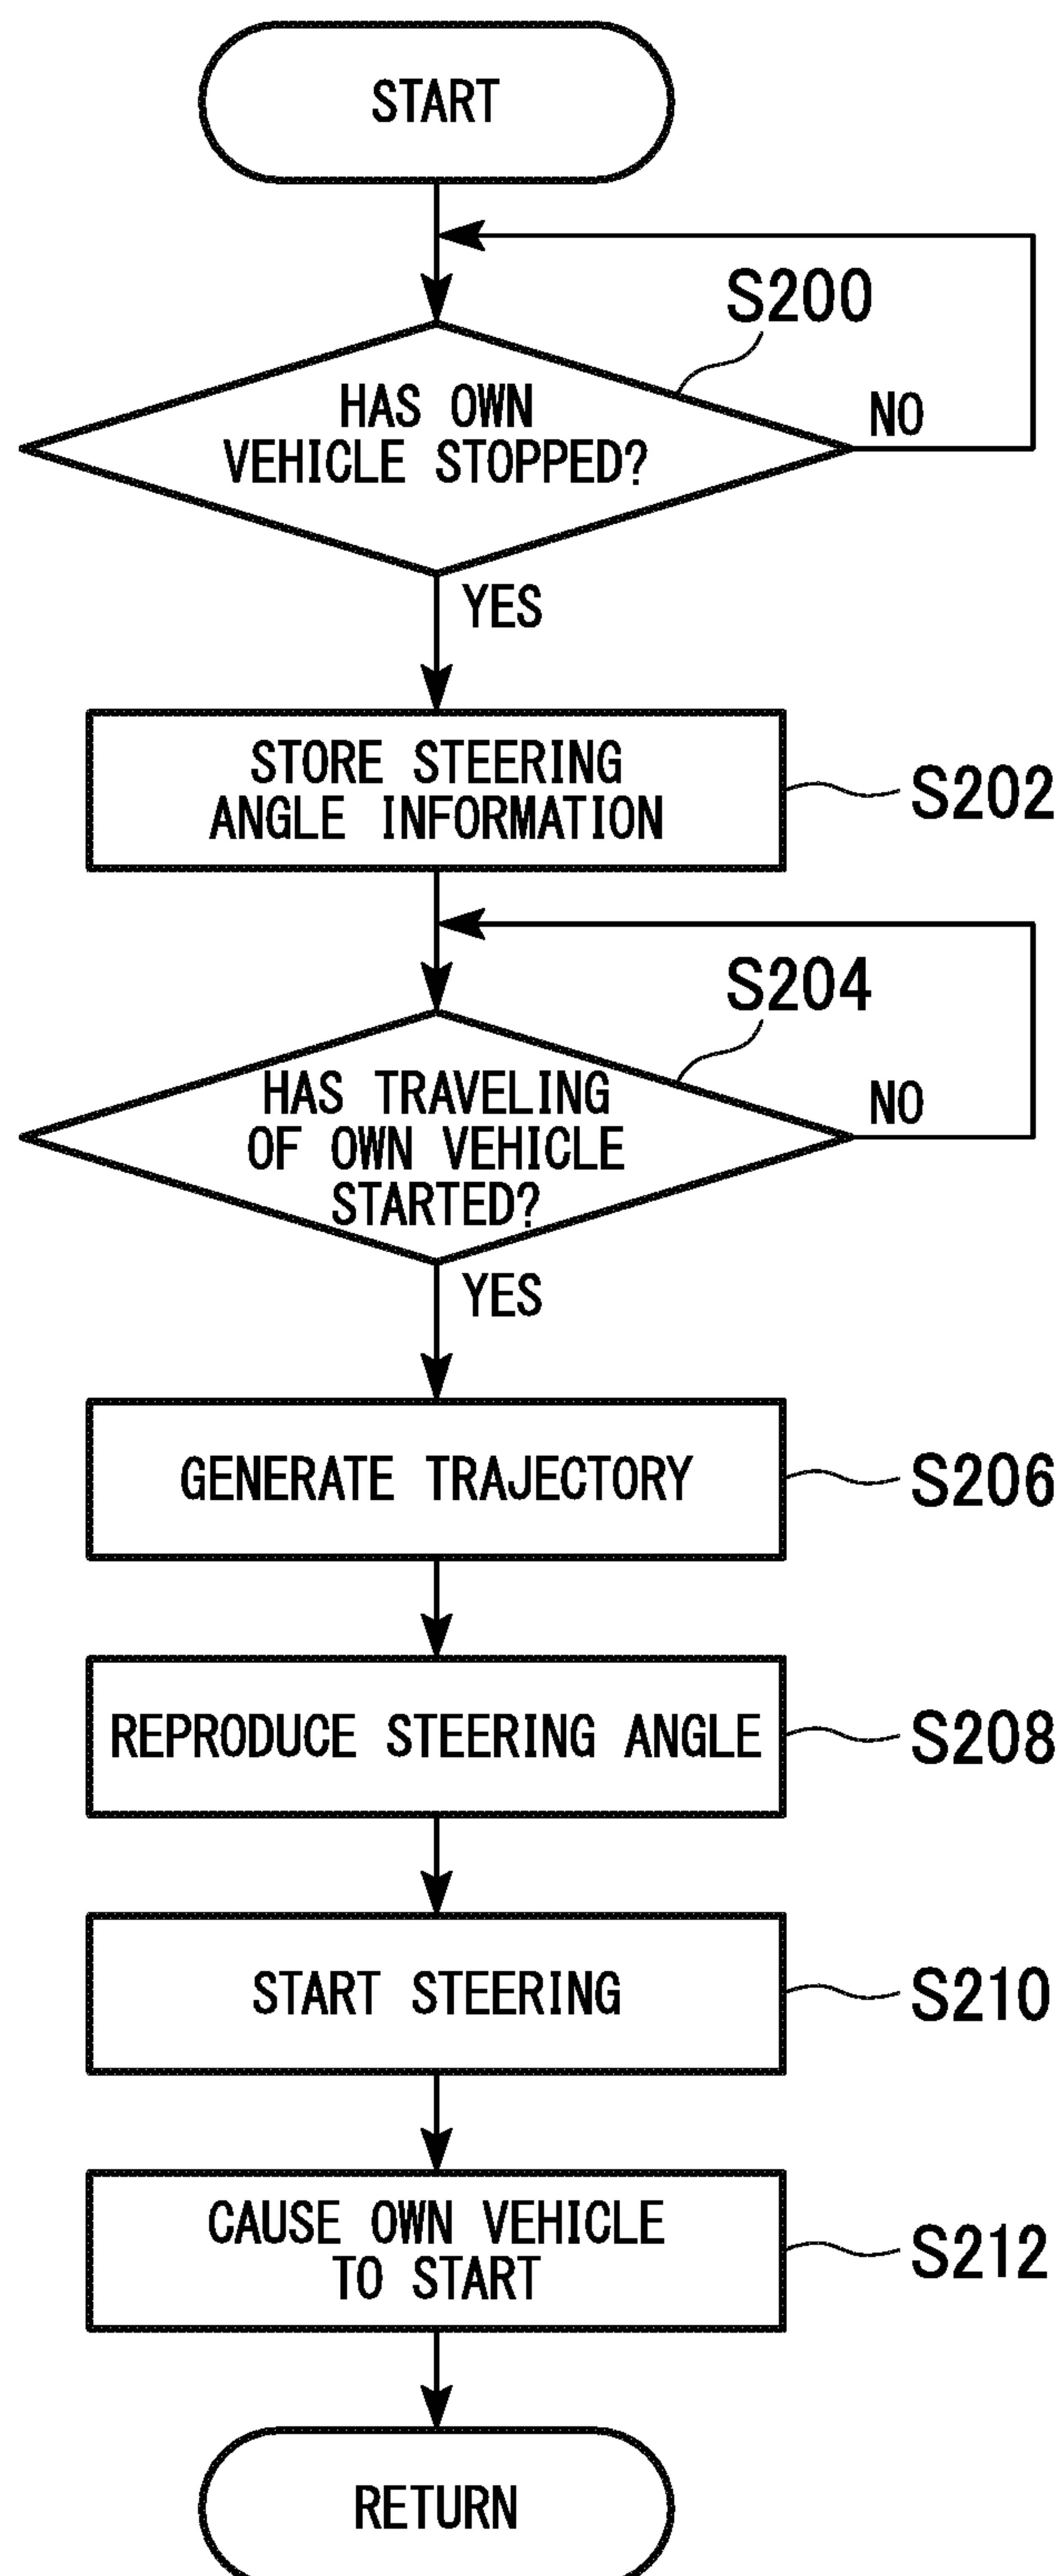 START
S200
HAS OWN
VEHICLE STOPPED?
NO
YES
STORE STEERING
ANGLE INFORMATION
S202
S204
HAS TRAVELING
OF OWN VEHICLE
STARTED?
NO
YES
GENERATE TRAJECTORY
S206
REPRODUCE STEERING ANGLE
S208
START STEERING
S210
CAUSE OWN VEHICLE
TO START
S212
RETURN